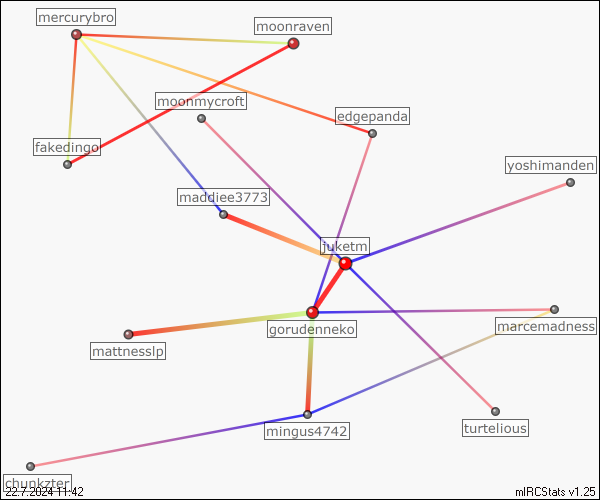 mercurybro
moonraven
moonmycroft
edgepanda
fakedingo
yoshimanden
maddiee3773
juketm
gorudenneko
marcemadness
mattnesslp
turtelious
mingus4742
chunkzter
22.7.2024 11:42
mIRCStats v1.25